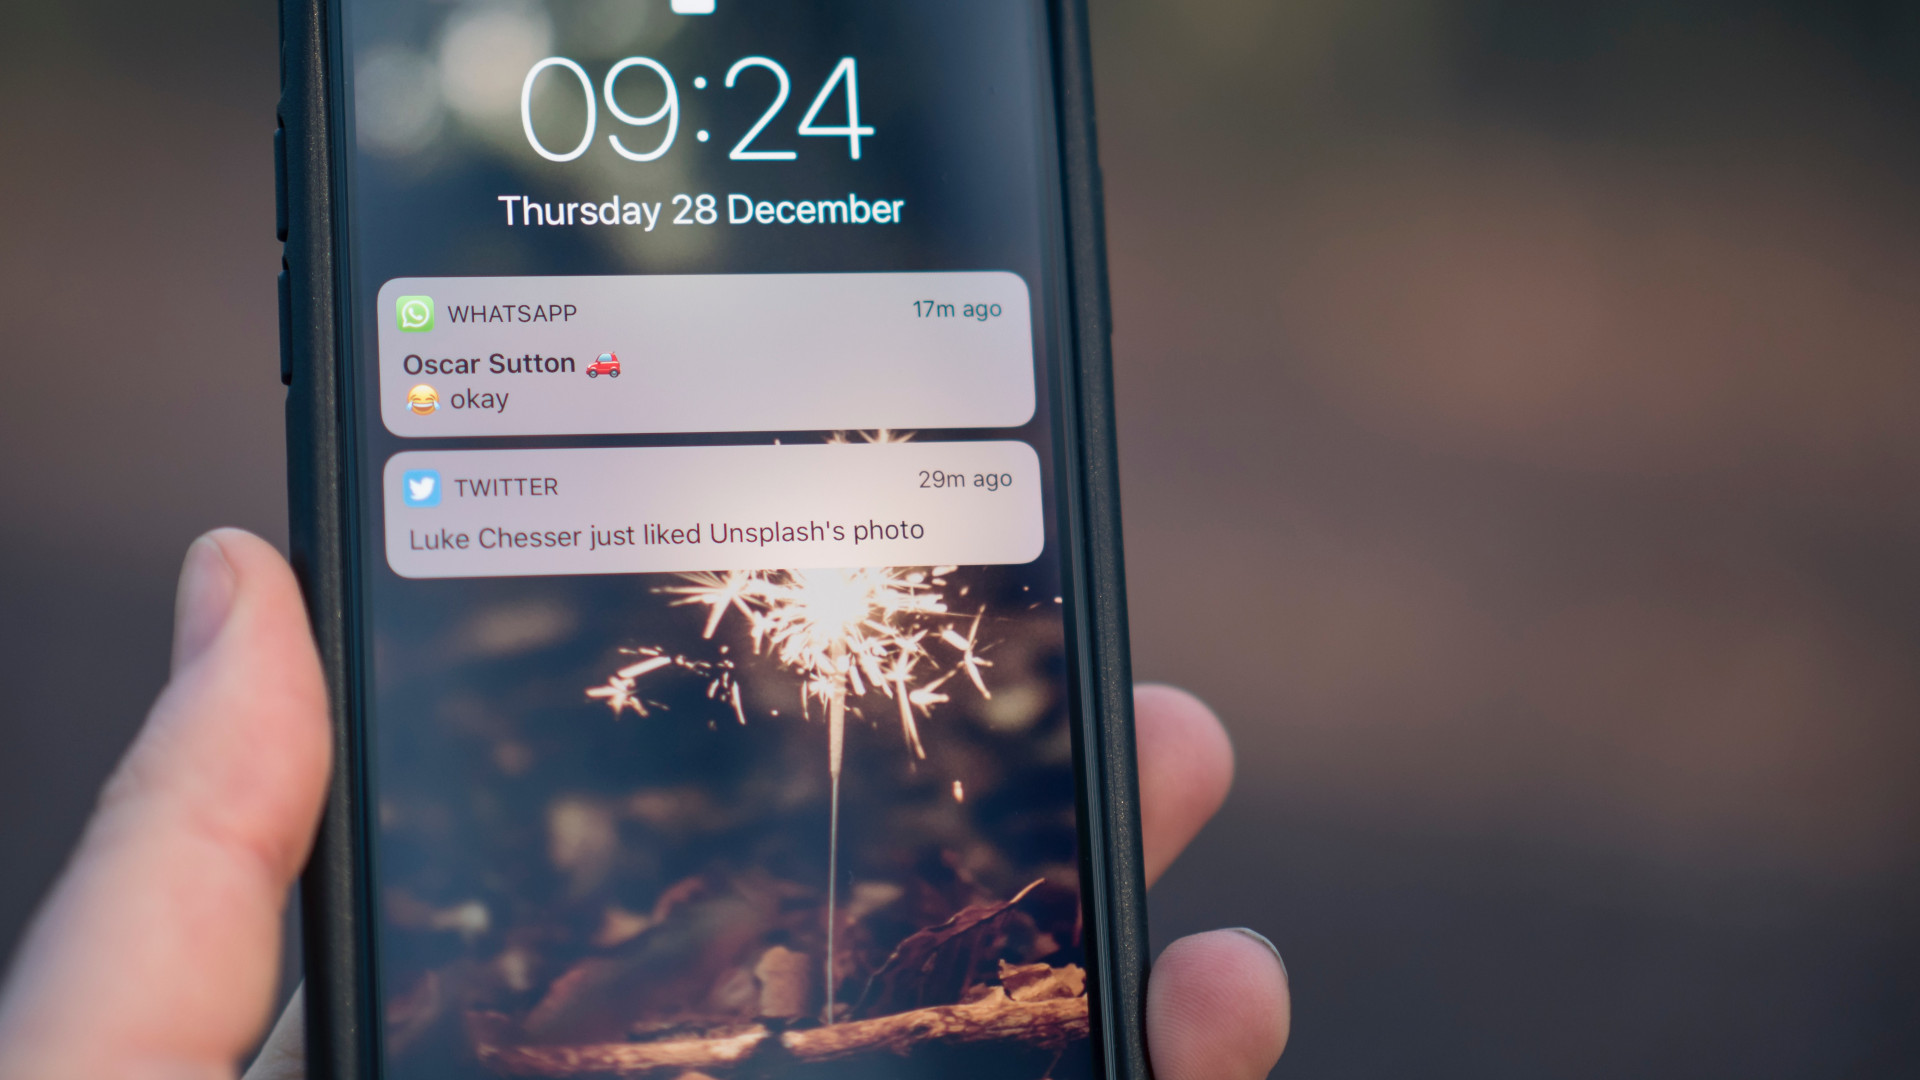 09:24
Thursday 28 December
WHATSAPP 17m ago
Oscar Sutton 🚗
😂 okay
TWITTER 29m ago
Luke Chesser just liked Unsplash's photo